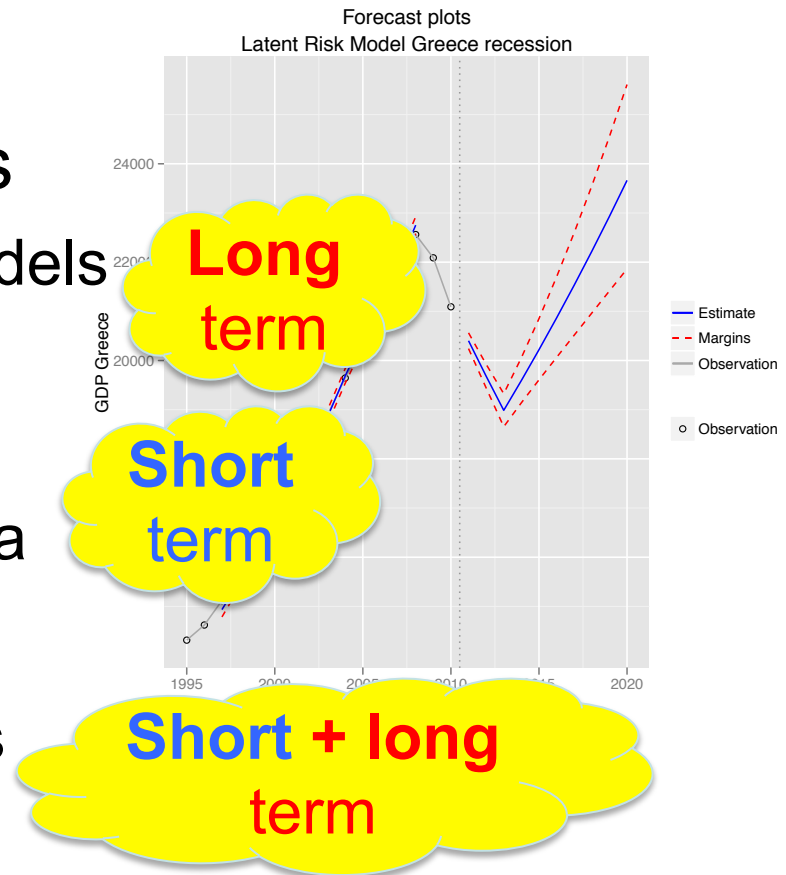 Forecast plots
Latent Risk Model Greece recession
s
dels
a
s
GDP Greece
24000
20000
1995
2000
2010
2020
Long
term
Short
term
Short + long
term
Estimate
Margins
Observation
Observation